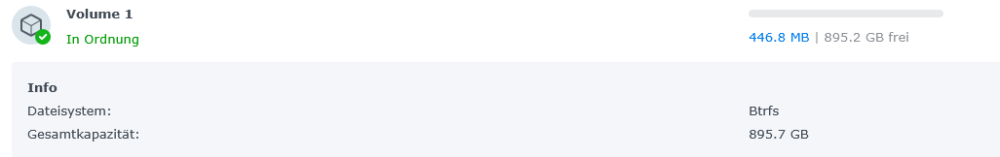 Volume 1
In Ordnung
446.8 MB | 895.2 GB frei
Info
Dateisystem: Btrfs
Gesamtkapazität: 895.7 GB